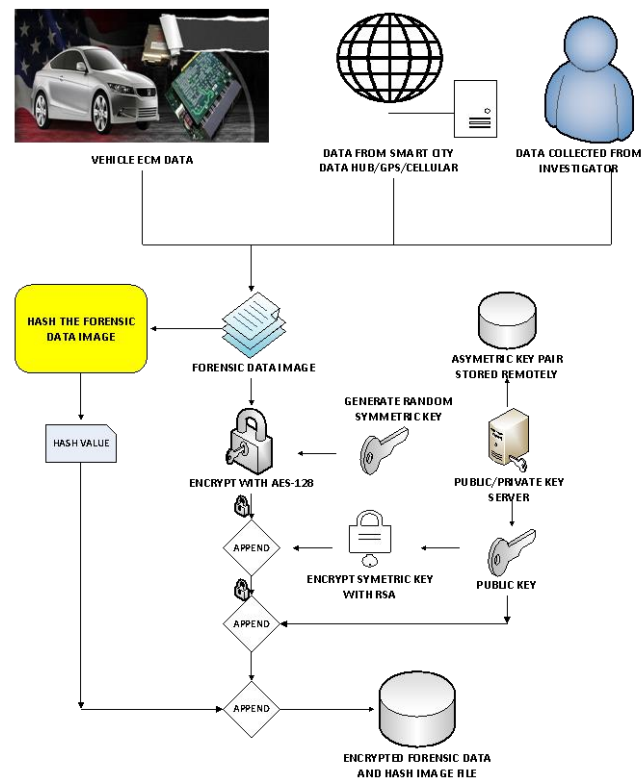 VEHICLE ECM DATA
DATA FROM SMART CITY
DATA HUB/GPS/CELLULAR
DATA COLLECTED FROM
INVESTIGATOR
HASH THE FORENSIC
DATA IMAGE
FORENSIC DATA IMAGE
ASYMETRIC KEY PAIR
STORED REMOTELY
GENERATE RANDOM
SYMMETRIC KEY
HASH VALUE
ENCRYPT WITH AES-128
PUBLIC/PRIVATE KEY
SERVER
APPEND
ENCRYPT SYMETRIC KEY
WITH RSA
PUBLIC KEY
APPEND
APPEND
ENCRYPTED FORENSIC DATA
AND HASH IMAGE FILE